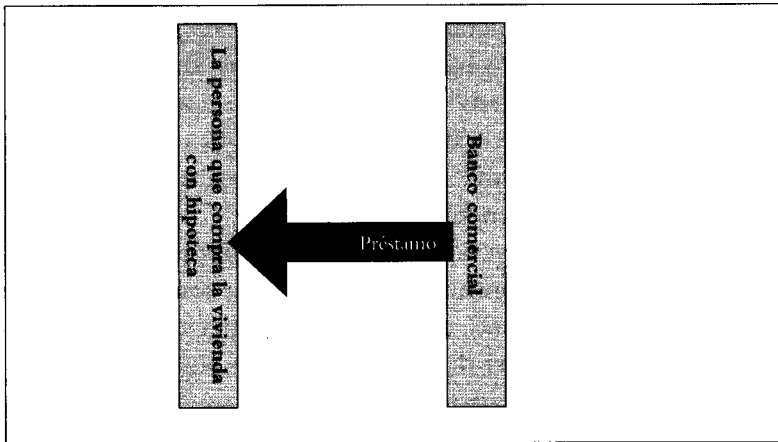 La persona que compra la vivienda
con hipoteca
Préstamo
Banco comercial